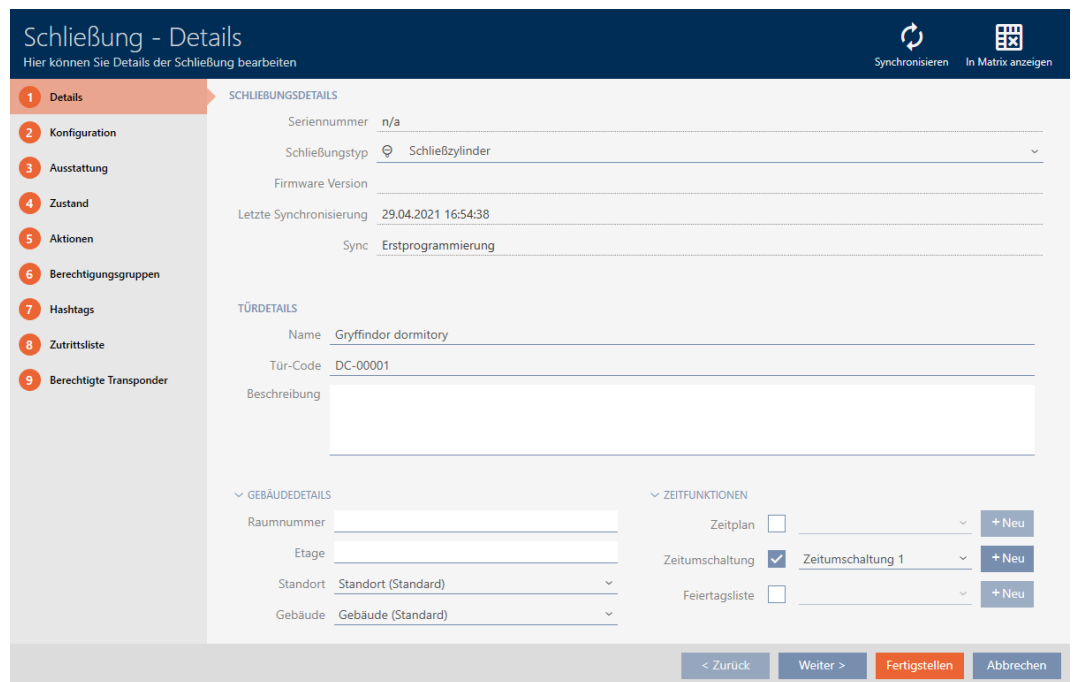 Schließung - Details
Hier können Sie Details der Schließung bearbeiten
Synchronisieren
In Matrix anzeigen
1 Details
2 Konfiguration
3 Ausstattung
4 Zustand
5 Aktionen
6 Berechtigungsgruppen
7 Hashtags
8 Zutrittsliste
9 Berechtigte Transponder
SCHLIEßUNGSDETAILS
Seriennummer n/a
Schließungstyp Schließzylinder
Firmware Version
Letzte Synchronisierung 29.04.2021 16:54:38
Sync Erstprogrammierung
TÜRDETAILS
Name Gryffindor dormitory
Tür-Code DC-00001
Beschreibung
GEBÄUDEDETAILS
Raumnummer
Etage
Standort Standort (Standard)
Gebäude Gebäude (Standard)
ZEITFUNKTIONEN
Zeitplan + Neu
Zeitumschaltung Zeitumschaltung 1 + Neu
Feiertagsliste + Neu
< Zurück
Weiter >
Fertigstellen
Abbrechen